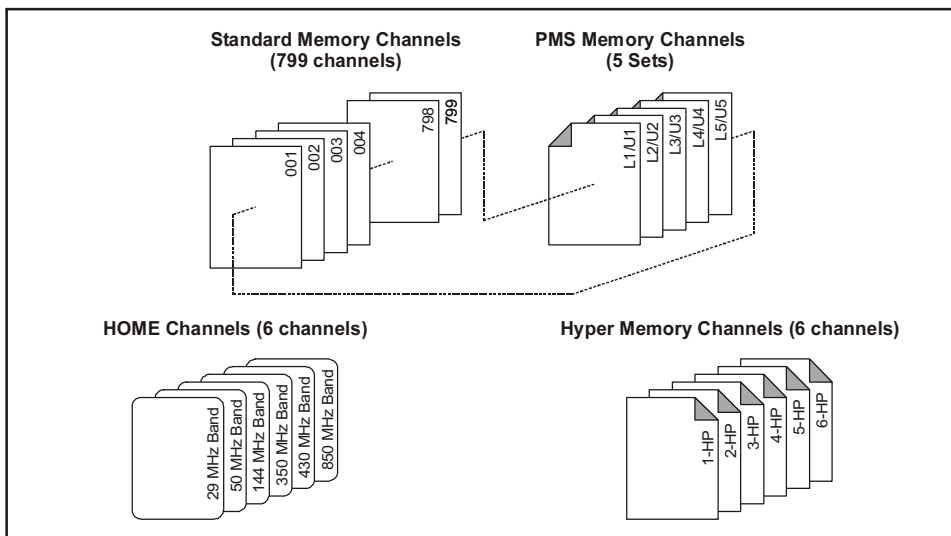 Standard Memory Channels
(799 channels)
PMS Memory Channels
(5 Sets)
001
002
003
004
798
799
L1/U1
L2/U2
L3/U3
L4/U4
L5/U5
HOME Channels (6 channels)
Hyper Memory Channels (6 channels)
29 MHz Band
50 MHz Band
144 MHz Band
350 MHz Band
430 MHz Band
850 MHz Band
1-HP
2-HP
3-HP
4-HP
5-HP
6-HP